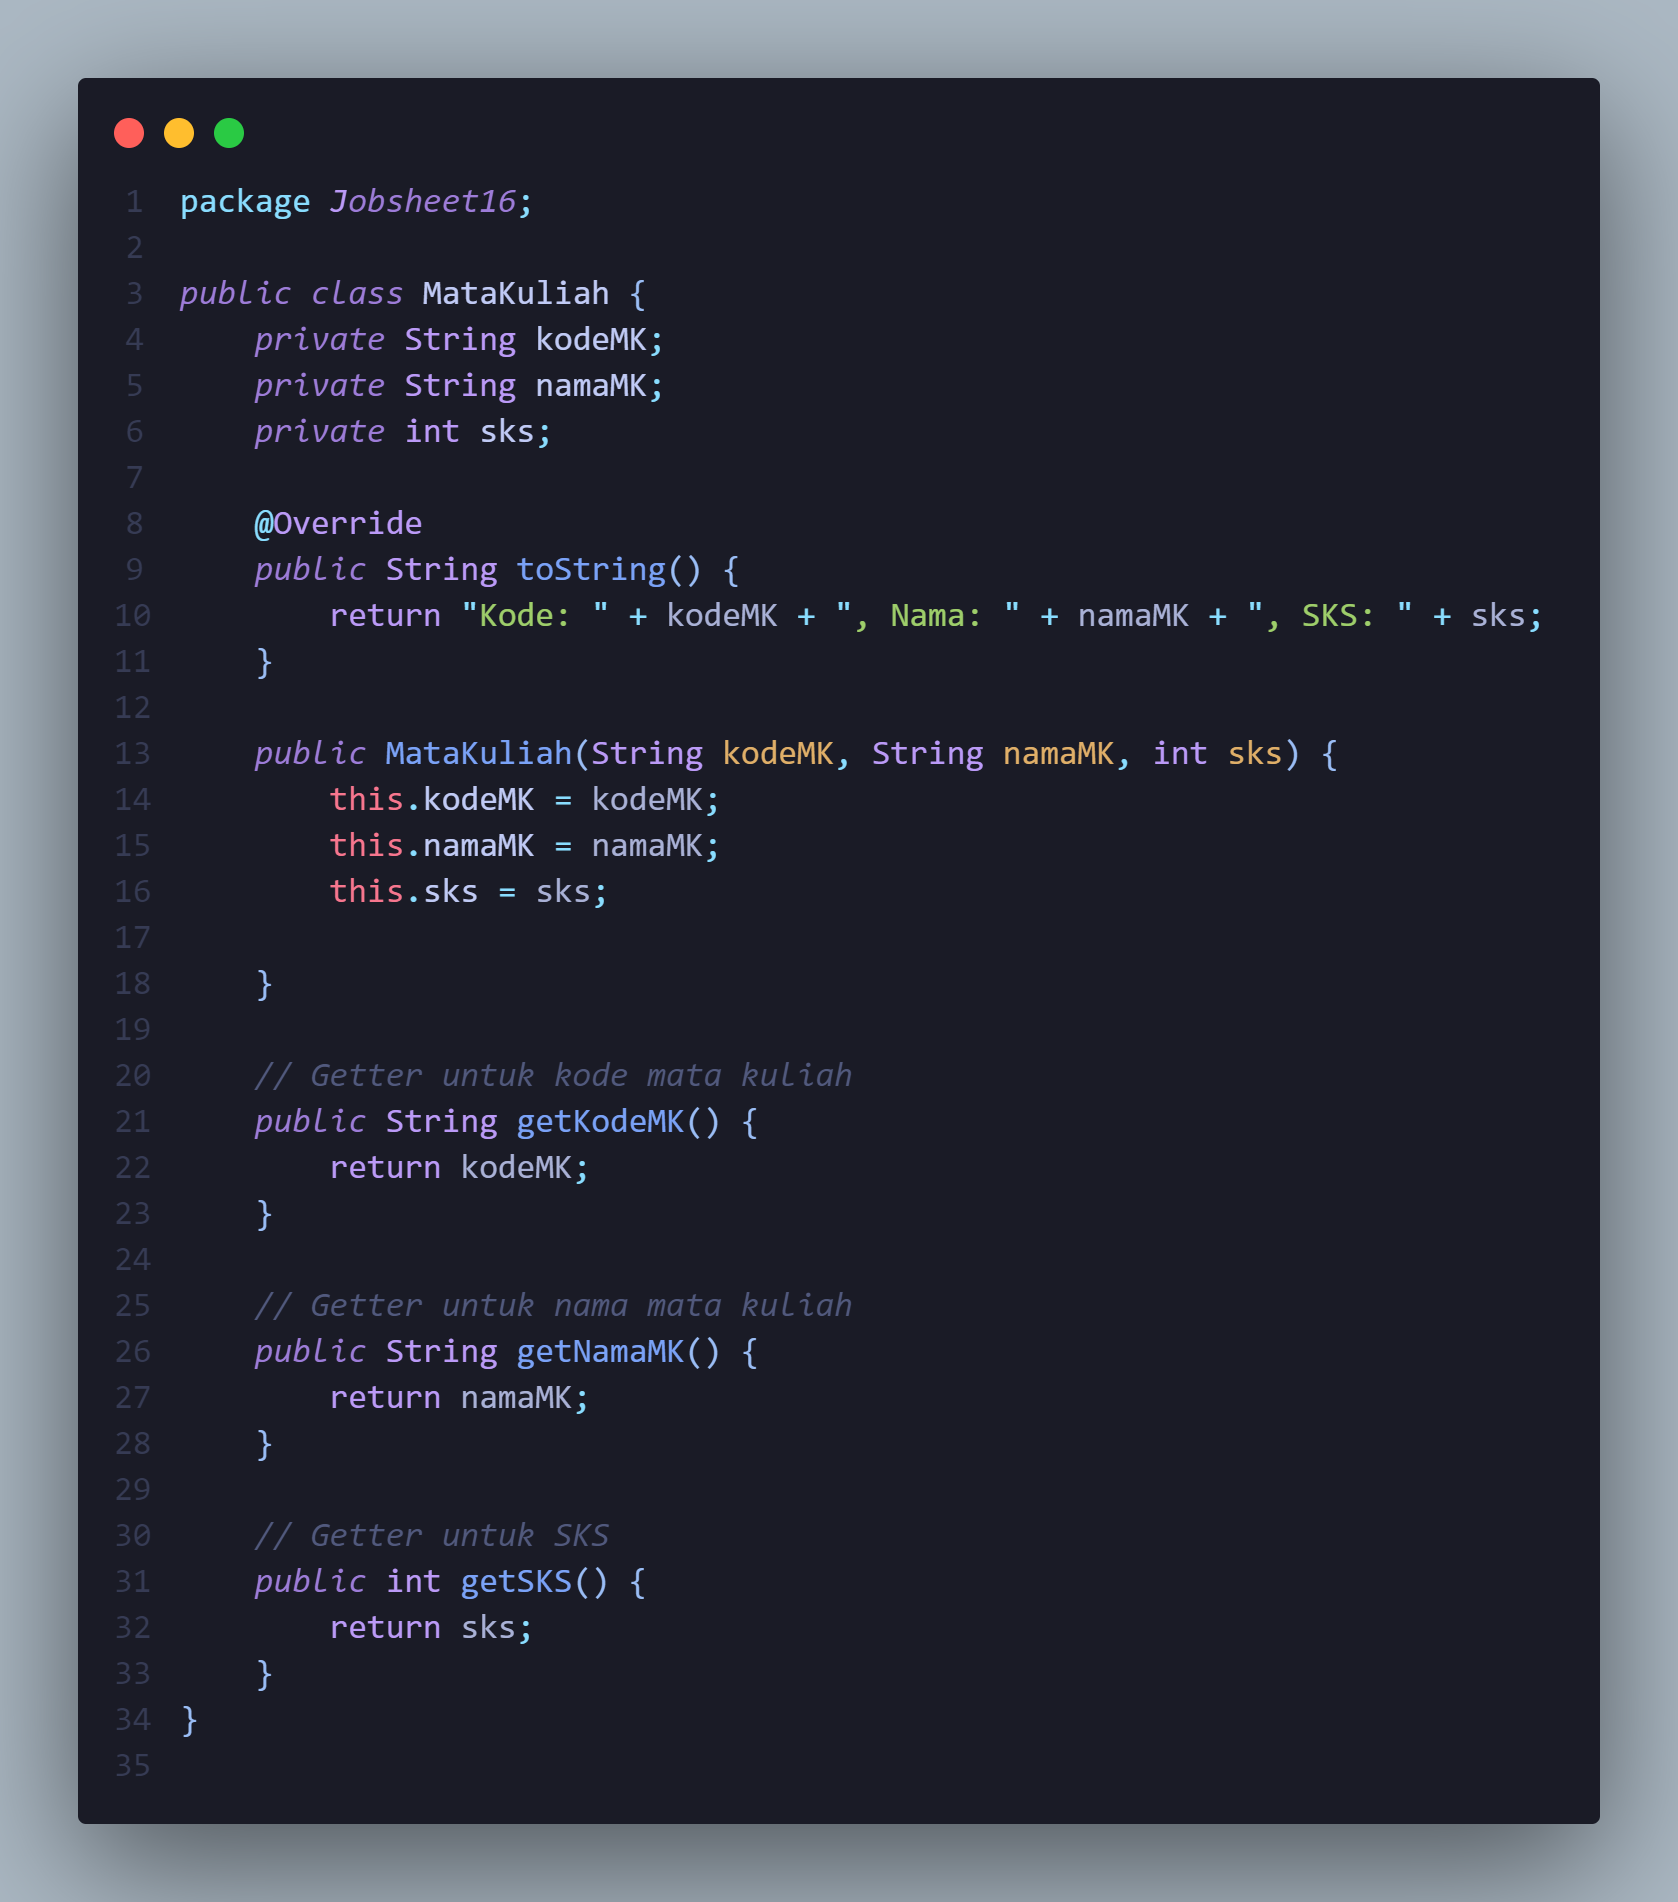 1 package Jobsheet16;
2
3 public class MataKuliah {
4     private String kodeMK;
5     private String namaMK;
6     private int sks;
7
8     @Override
9     public String toString() {
10         return "Kode: " + kodeMK + ", Nama: " + namaMK + ", SKS: " + sks;
11     }
12
13     public MataKuliah(String kodeMK, String namaMK, int sks) {
14         this.kodeMK = kodeMK;
15         this.namaMK = namaMK;
16         this.sks = sks;
17
18     }
19
20     // Getter untuk kode mata kuliah
21     public String getKodeMK() {
22         return kodeMK;
23     }
24
25     // Getter untuk nama mata kuliah
26     public String getNamaMK() {
27         return namaMK;
28     }
29
30     // Getter untuk SKS
31     public int getSKS() {
32         return sks;
33     }
34 }
35